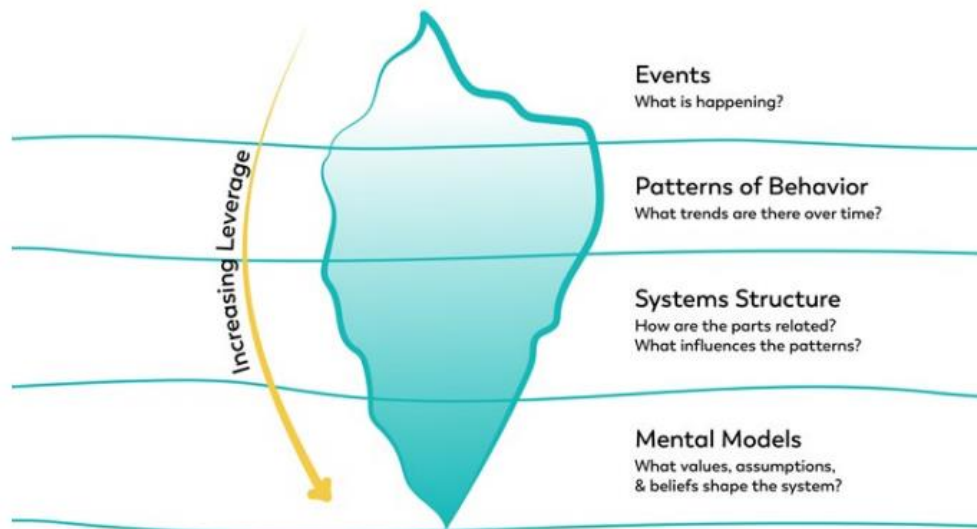 Events
What is happening?
Increasing Leverage
Patterns of Behavior
What trends are there over time?
Systems Structure
How are the parts related?
What influences the patterns?
Mental Models
What values, assumptions,
& beliefs shape the system?